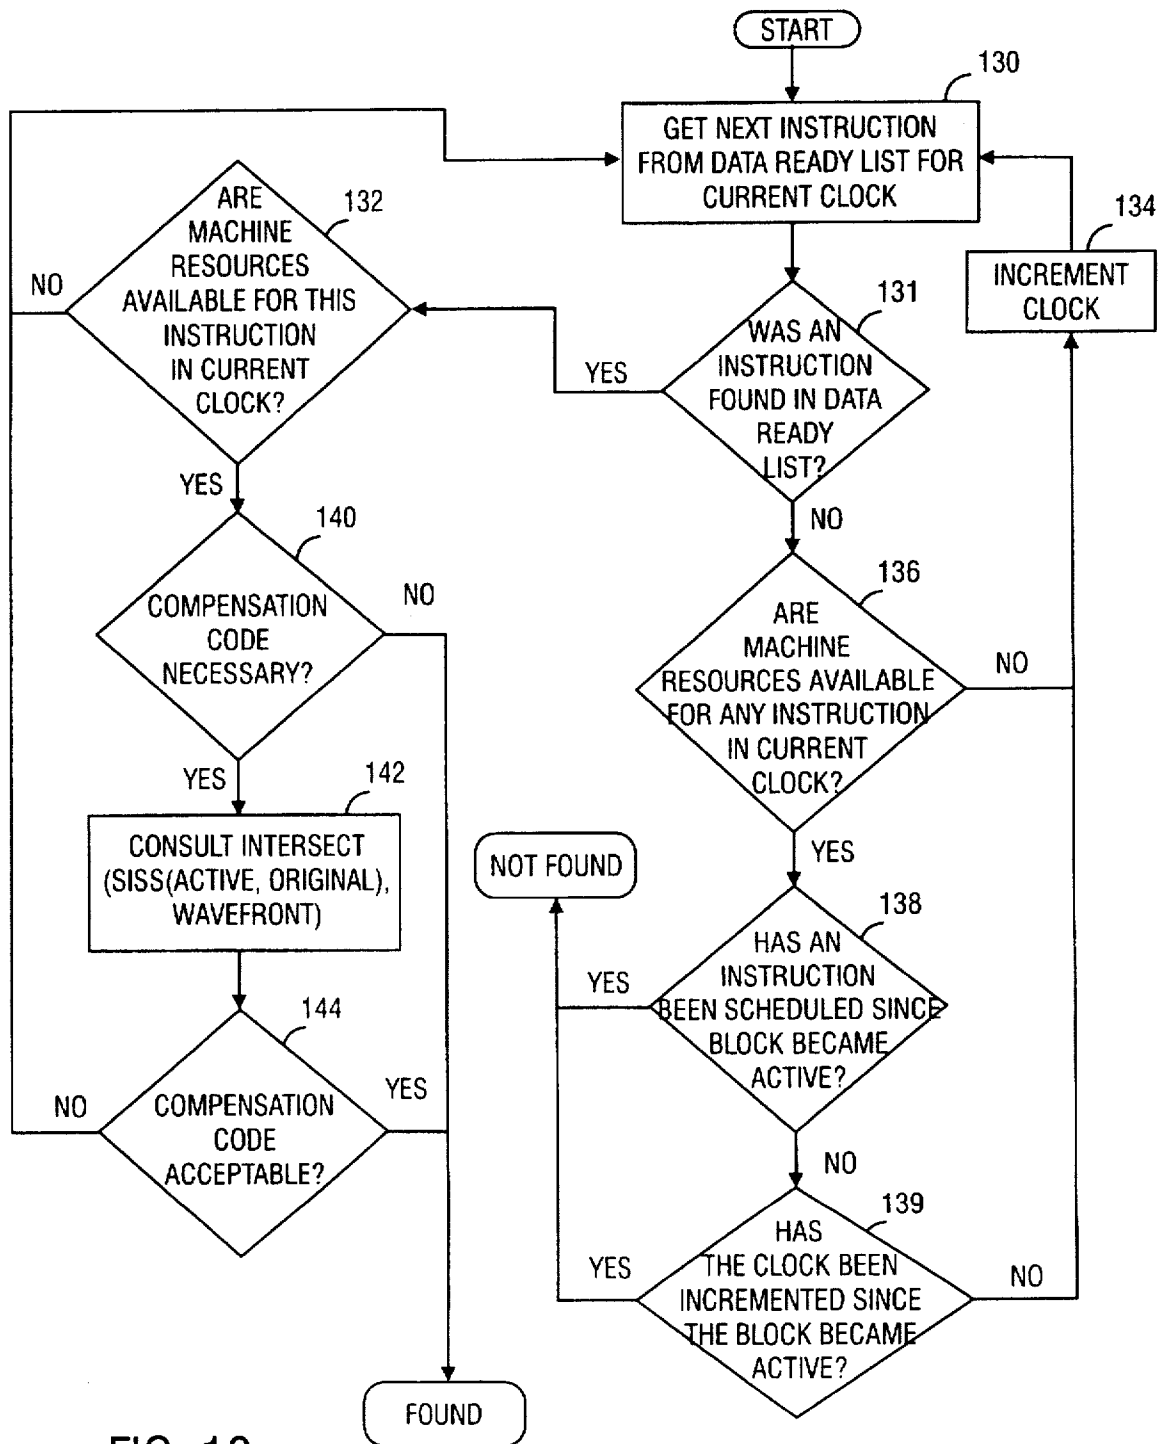 START
130
GET NEXT INSTRUCTION
FROM DATA READY LIST FOR
CURRENT CLOCK
132
ARE
MACHINE
RESOURCES
AVAILABLE FOR THIS
INSTRUCTION
IN CURRENT
CLOCK?
NO
YES
134
INCREMENT
CLOCK
131
WAS AN
INSTRUCTION
FOUND IN DATA
READY
LIST?
YES
NO
140
COMPENSATION
CODE
NECESSARY?
NO
YES
136
ARE
MACHINE
RESOURCES AVAILABLE
FOR ANY INSTRUCTION
IN CURRENT
CLOCK?
NO
YES
142
CONSULT INTERSECT
(SISS(ACTIVE, ORIGINAL),
WAVEFRONT)
NOT FOUND
138
HAS AN
INSTRUCTION
BEEN SCHEDULED SINCE
BLOCK BECAME
ACTIVE?
YES
NO
144
COMPENSATION
CODE
ACCEPTABLE?
NO
YES
139
HAS
THE CLOCK BEEN
INCREMENTED SINCE
THE BLOCK BECAME
ACTIVE?
YES
NO
FOUND